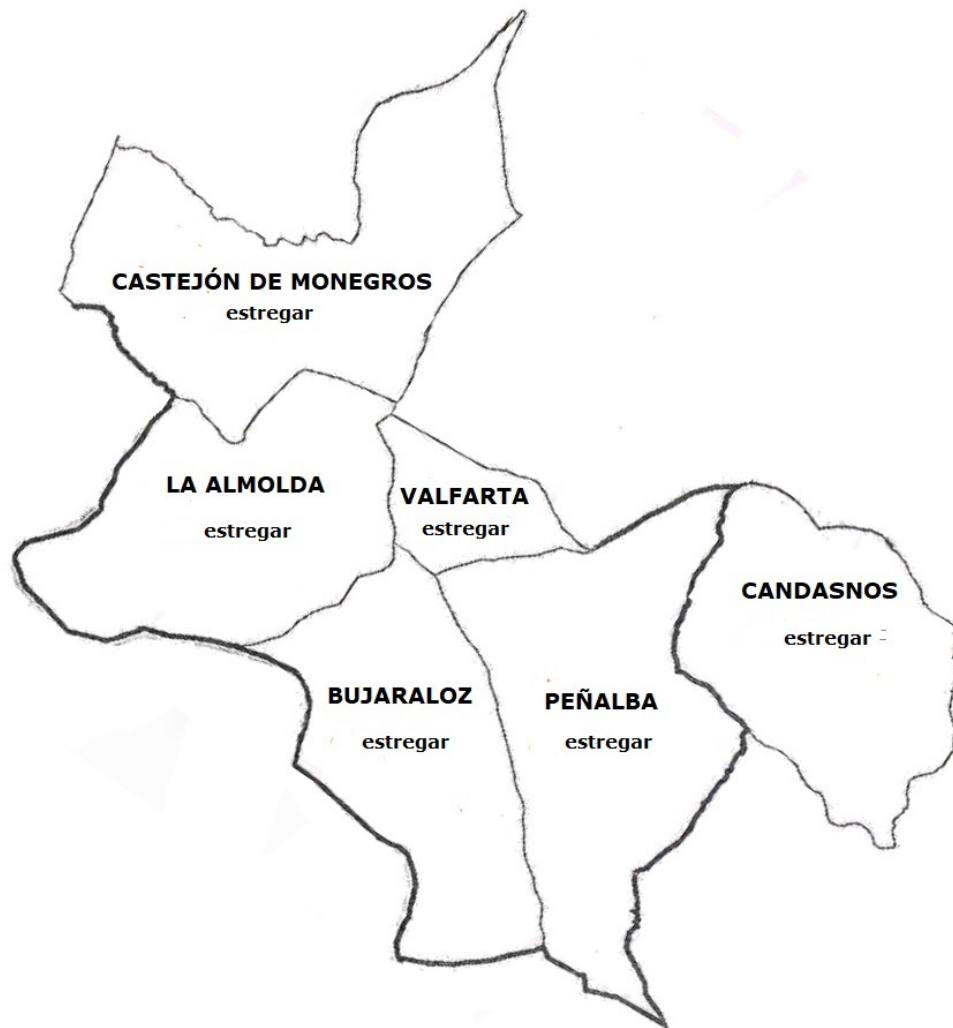 CASTEJÓN DE MONEGROS
estregar
LA ALMOLDA
estregar
VALFARTA
estregar
CANDASNOS
estregar
BUJARALOZ
estregar
PEÑALBA
estregar